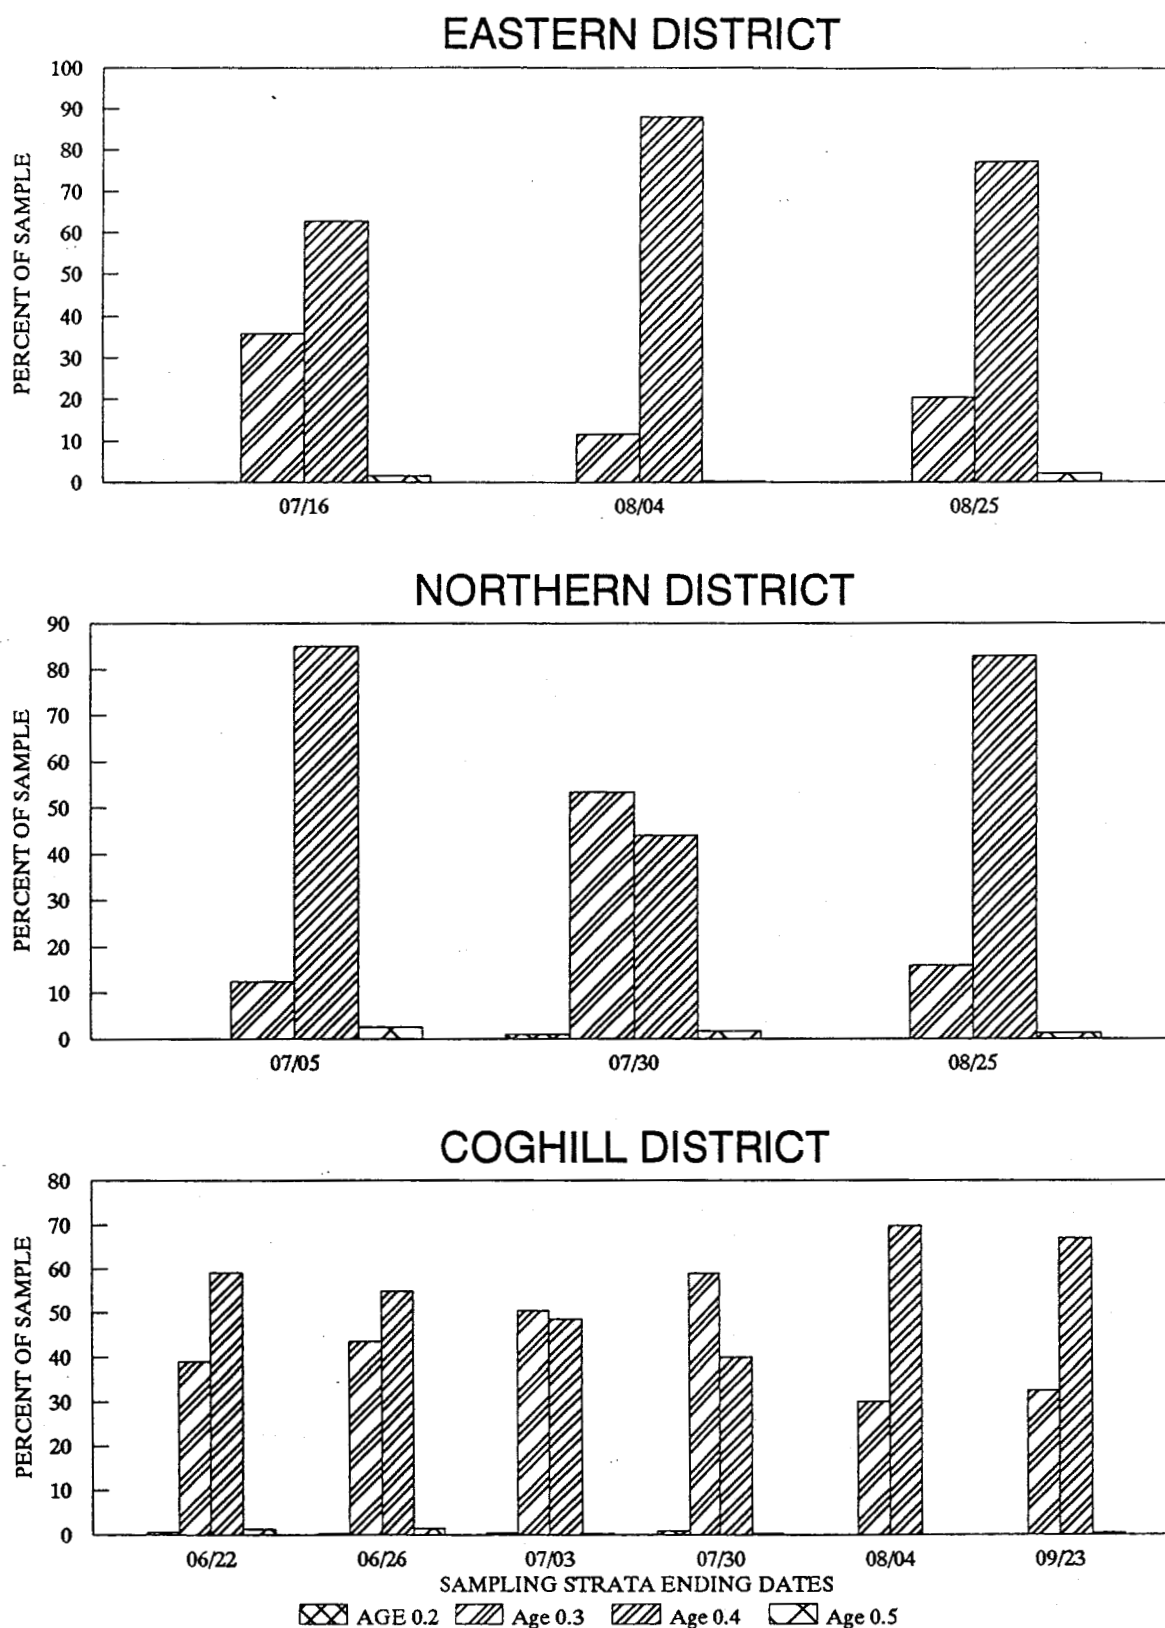 EASTERN DISTRICT
PERCENT OF SAMPLE
100
90
80
70
60
50
40
30
20
10
0
07/16 08/04 08/25
NORTHERN DISTRICT
PERCENT OF SAMPLE
90
80
70
60
50
40
30
20
10
0
07/05 07/30 08/25
COGHILL DISTRICT
PERCENT OF SAMPLE
80
70
60
50
40
30
20
10
0
06/22 06/26 07/03 07/30 08/04 09/23
SAMPLING STRATA ENDING DATES
AGE 0.2 Age 0.3 Age 0.4 Age 0.5